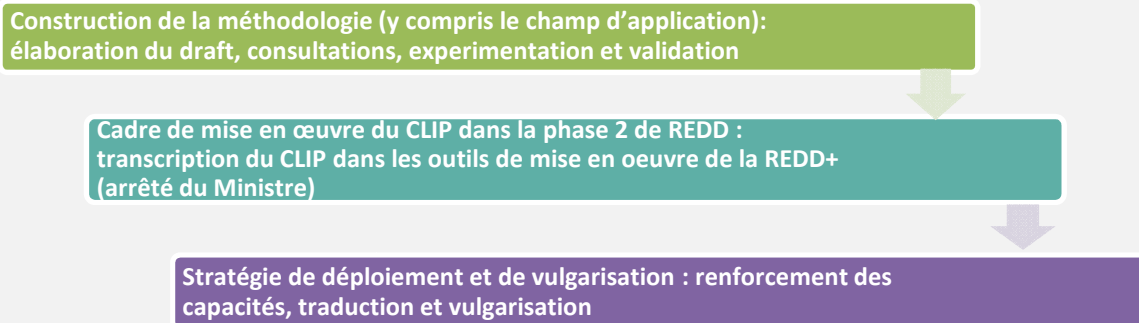 Construction de la méthodologie (y compris le champ d’application):
élaboration du draft, consultations, experimentation et validation
Cadre de mise en œuvre du CLIP dans la phase 2 de REDD :
transcription du CLIP dans les outils de mise en oeuvre de la REDD+
(arrêté du Ministre)
Stratégie de déploiement et de vulgarisation : renforcement des
capacités, traduction et vulgarisation